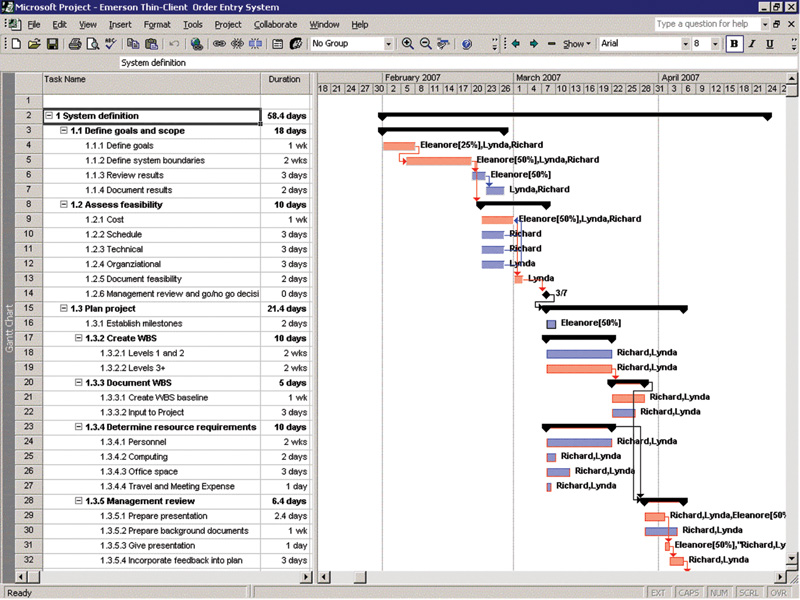 Microsoft Project - Emerson Thin-Client Order Entry System
File Edit View Insert Format Tools Project Collaborate Window Help Type a question for help
No Group Show Arial 8 B I U
System definition
Task Name Duration February 2007 March 2007 April 2007
18 21 24 27 30 2 5 8 11 14 17 20 23 26 1 4 7 10 13 16 19 22 25 28 31 3 6 9 12 15 18 21 24
1
2 1 System definition 58.4 days
3 1.1 Define goals and scope 18 days
4 1.1.1 Define goals 1 wk Eleanore[25%],Lynda,Richard
5 1.1.2 Define system boundaries 2 wks Eleanore[50%],Lynda,Richard
6 1.1.3 Review results 3 days Eleanore[50%]
7 1.1.4 Document results 2 days Lynda,Richard
8 1.2 Assess feasibility 10 days
9 1.2.1 Cost 1 wk Eleanore[50%],Lynda,Richard
10 1.2.2 Schedule 3 days Richard
11 1.2.3 Technical 3 days Richard
12 1.2.4 Organziational 3 days Lynda
13 1.2.5 Document feasibility 2 days Lynda
14 1.2.6 Management review and go/no go decisi 0 days 3/7
15 1.3 Plan project 21.4 days
16 1.3.1 Establish milestones 2 days Eleanore[50%]
17 1.3.2 Create WBS 10 days
18 1.3.2.1 Levels 1 and 2 2 wks Richard,Lynda
19 1.3.2.2 Levels 3+ 2 wks Richard,Lynda
20 1.3.3 Document WBS 5 days
21 1.3.3.1 Create WBS baseline 1 wk Richard,Lynda
22 1.3.3.2 Input to Project 3 days Richard,Lynda
23 1.3.4 Determine resource requirements 10 days
24 1.3.4.1 Personnel 2 wks Richard,Lynda
25 1.3.4.2 Computing 2 days Richard,Lynda
26 1.3.4.3 Office space 3 days Richard,Lynda
27 1.3.4.4 Travel and Meeting Expense 1 day Richard,Lynda
28 1.3.5 Management review 6.4 days
29 1.3.5.1 Prepare presentation 2.4 days Richard,Lynda,Eleanore[50%
30 1.3.5.2 Prepare background documents 1 wk Richard,Lynda
31 1.3.5.3 Give presentation 1 day Eleanore[50%],"Richard,Ly
32 1.3.5.4 Incorporate feedback into plan 3 days Richard,Lynda
Gantt Chart
Ready EXT CAPS NUM SCRL OVR